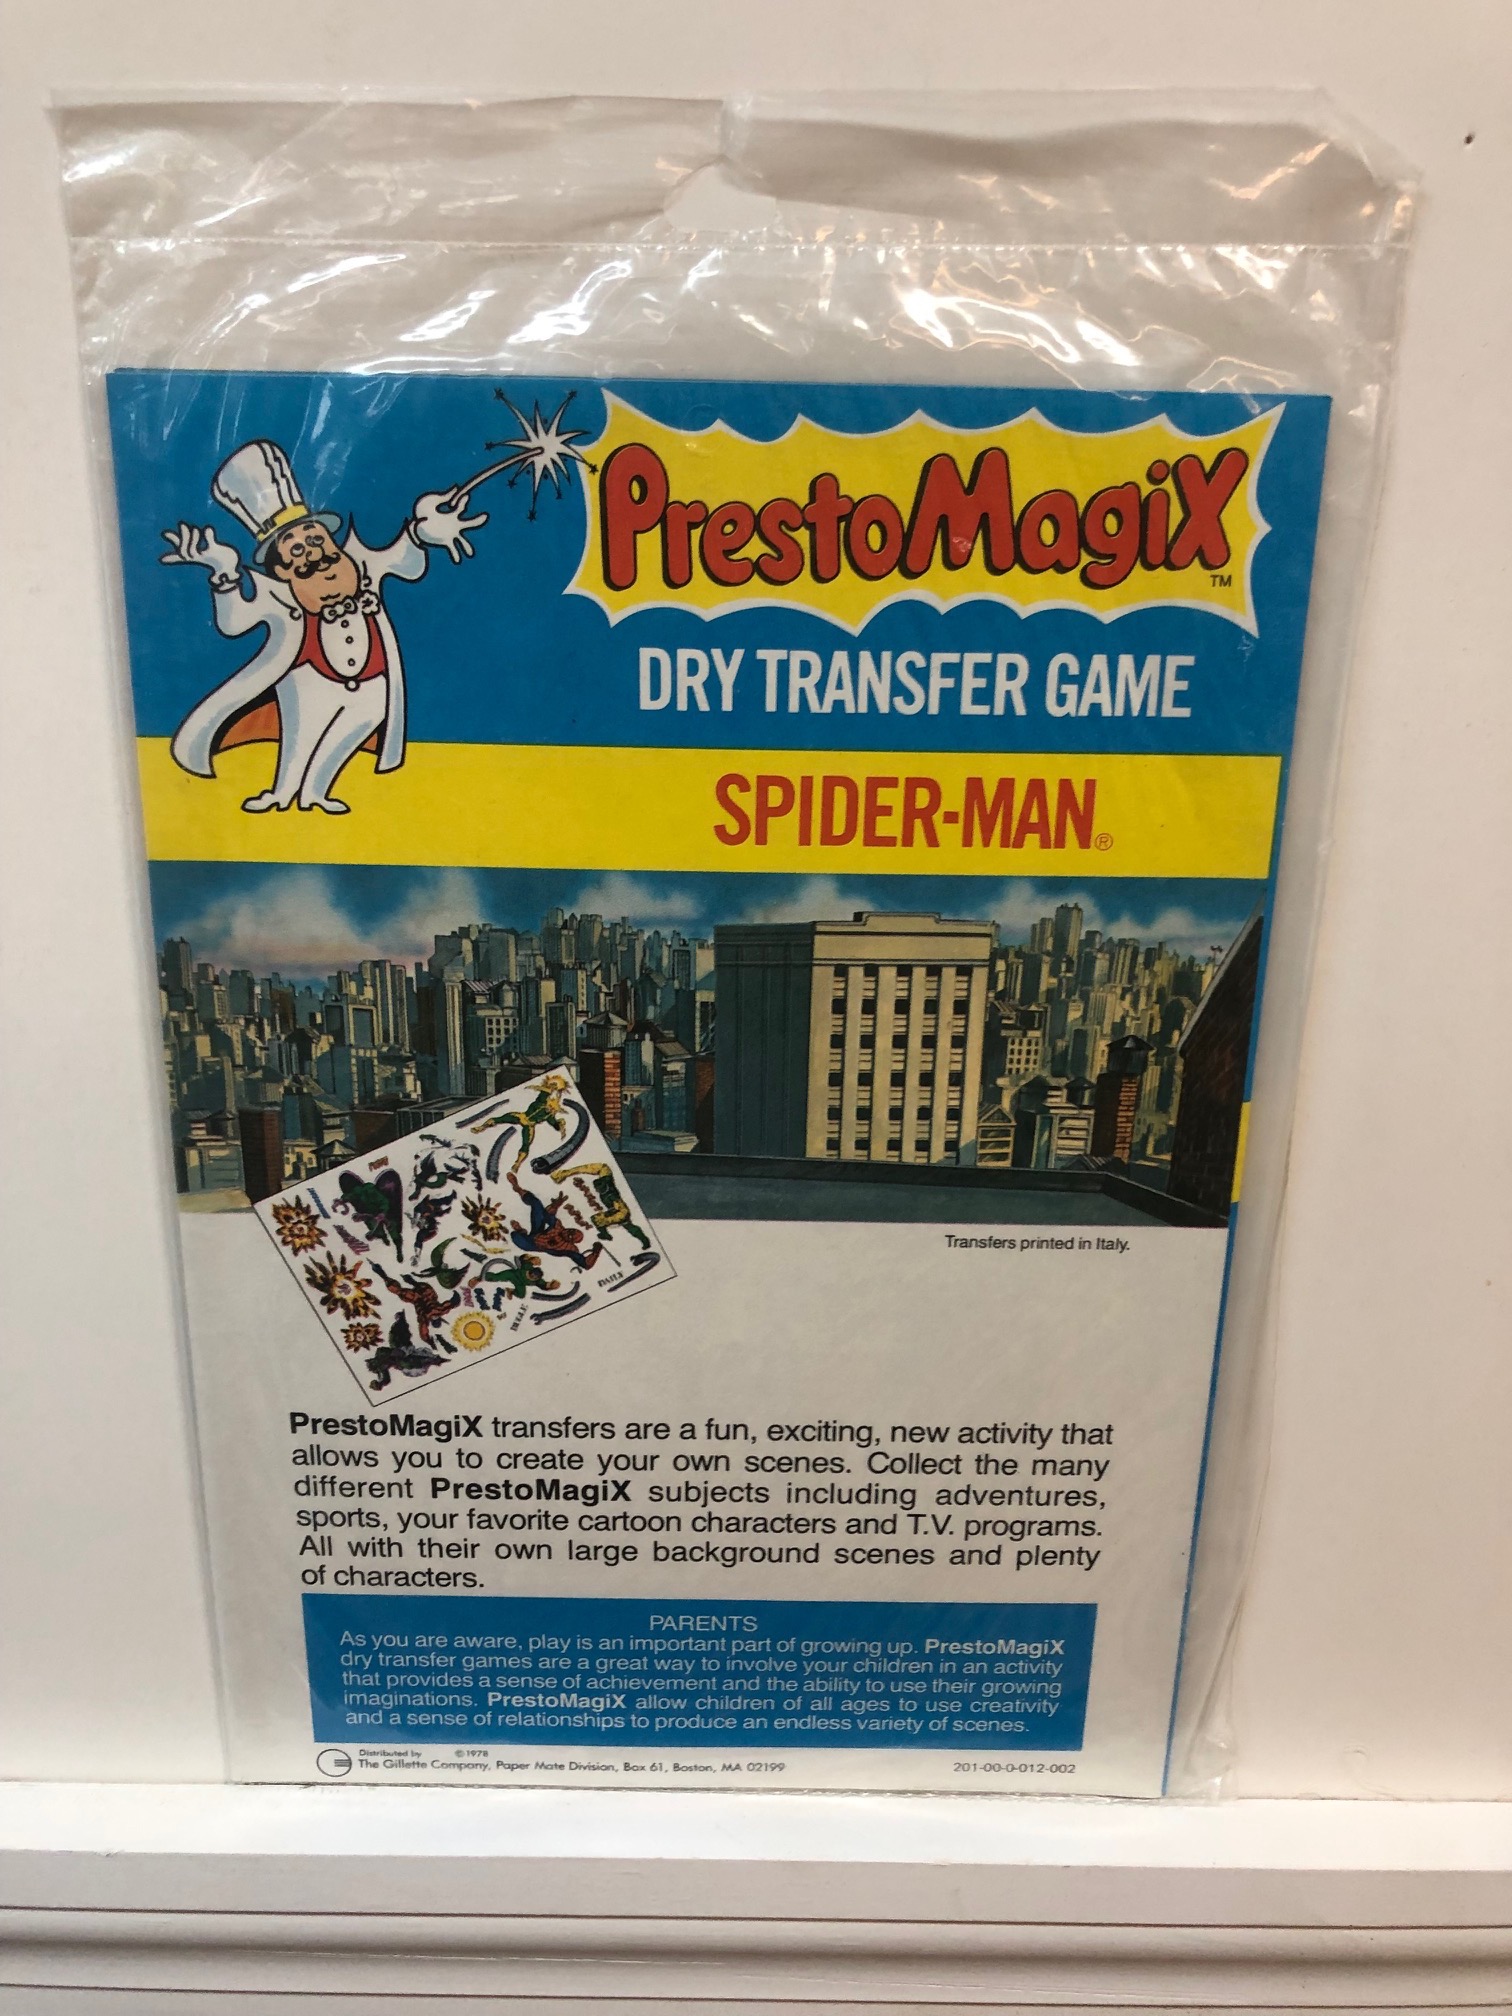 PrestoMagiX
TM
DRY TRANSFER GAME
SPIDER-MAN®
Transfers printed in Italy.
PrestoMagiX transfers are a fun, exciting, new activity that
allows you to create your own scenes. Collect the many
different PrestoMagiX subjects including adventures,
sports, your favorite cartoon characters and T.V. programs.
All with their own large background scenes and plenty
of characters.
PARENTS
As you are aware, play is an important part of growing up. PrestoMagiX
dry transfer games are a great way to involve your children in an activity
that provides a sense of achievement and the ability to use their growing
imaginations. PrestoMagiX allow children of all ages to use creativity
and a sense of relationships to produce an endless variety of scenes.
Distributed by ©1978
The Gillette Company, Paper Mate Division, Box 61, Boston, MA 02199
201-00-0-012-002